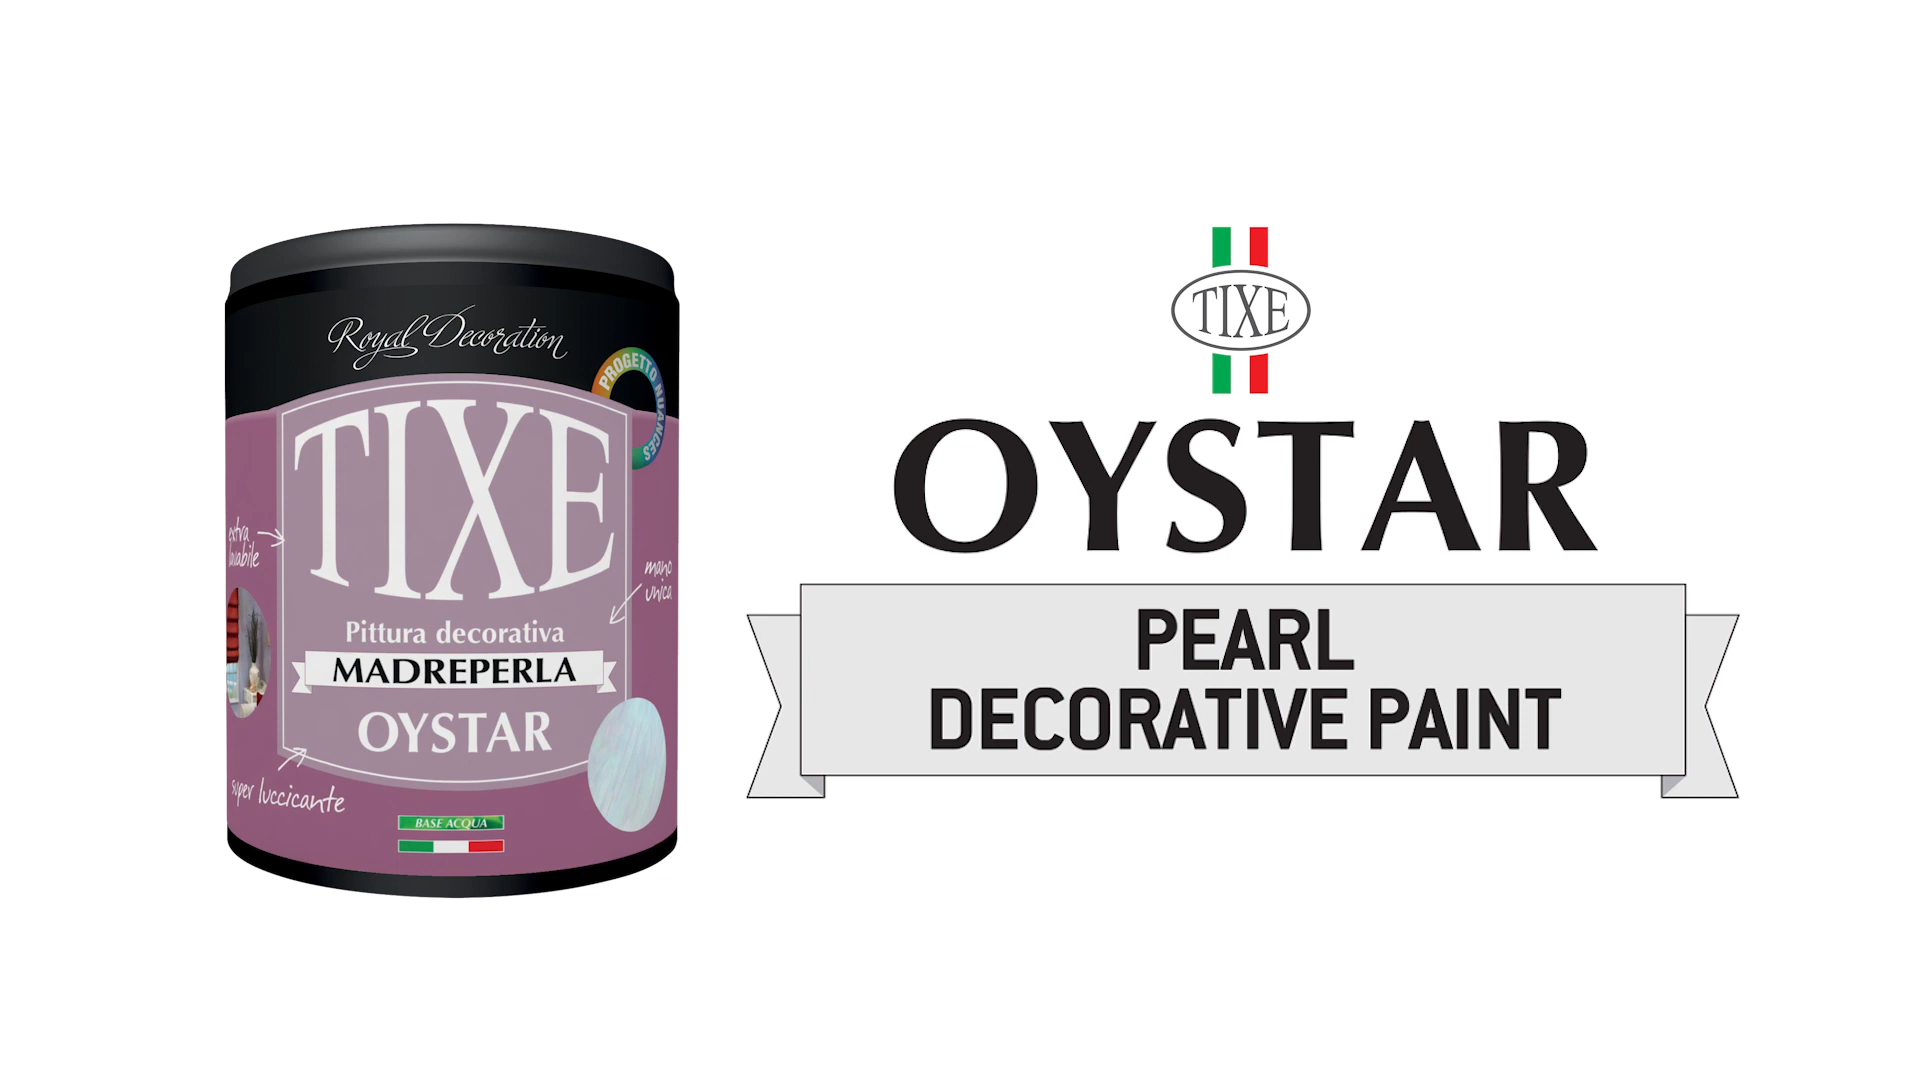 Royal Decoration
PROGETTO NUANCES
TIXE
extra
lavabile
mano
unica
Pittura decorativa
MADREPERLA
OYSTAR
super luccicante
BASE ACQUA
TIXE
OYSTAR
PEARL
DECORATIVE PAINT